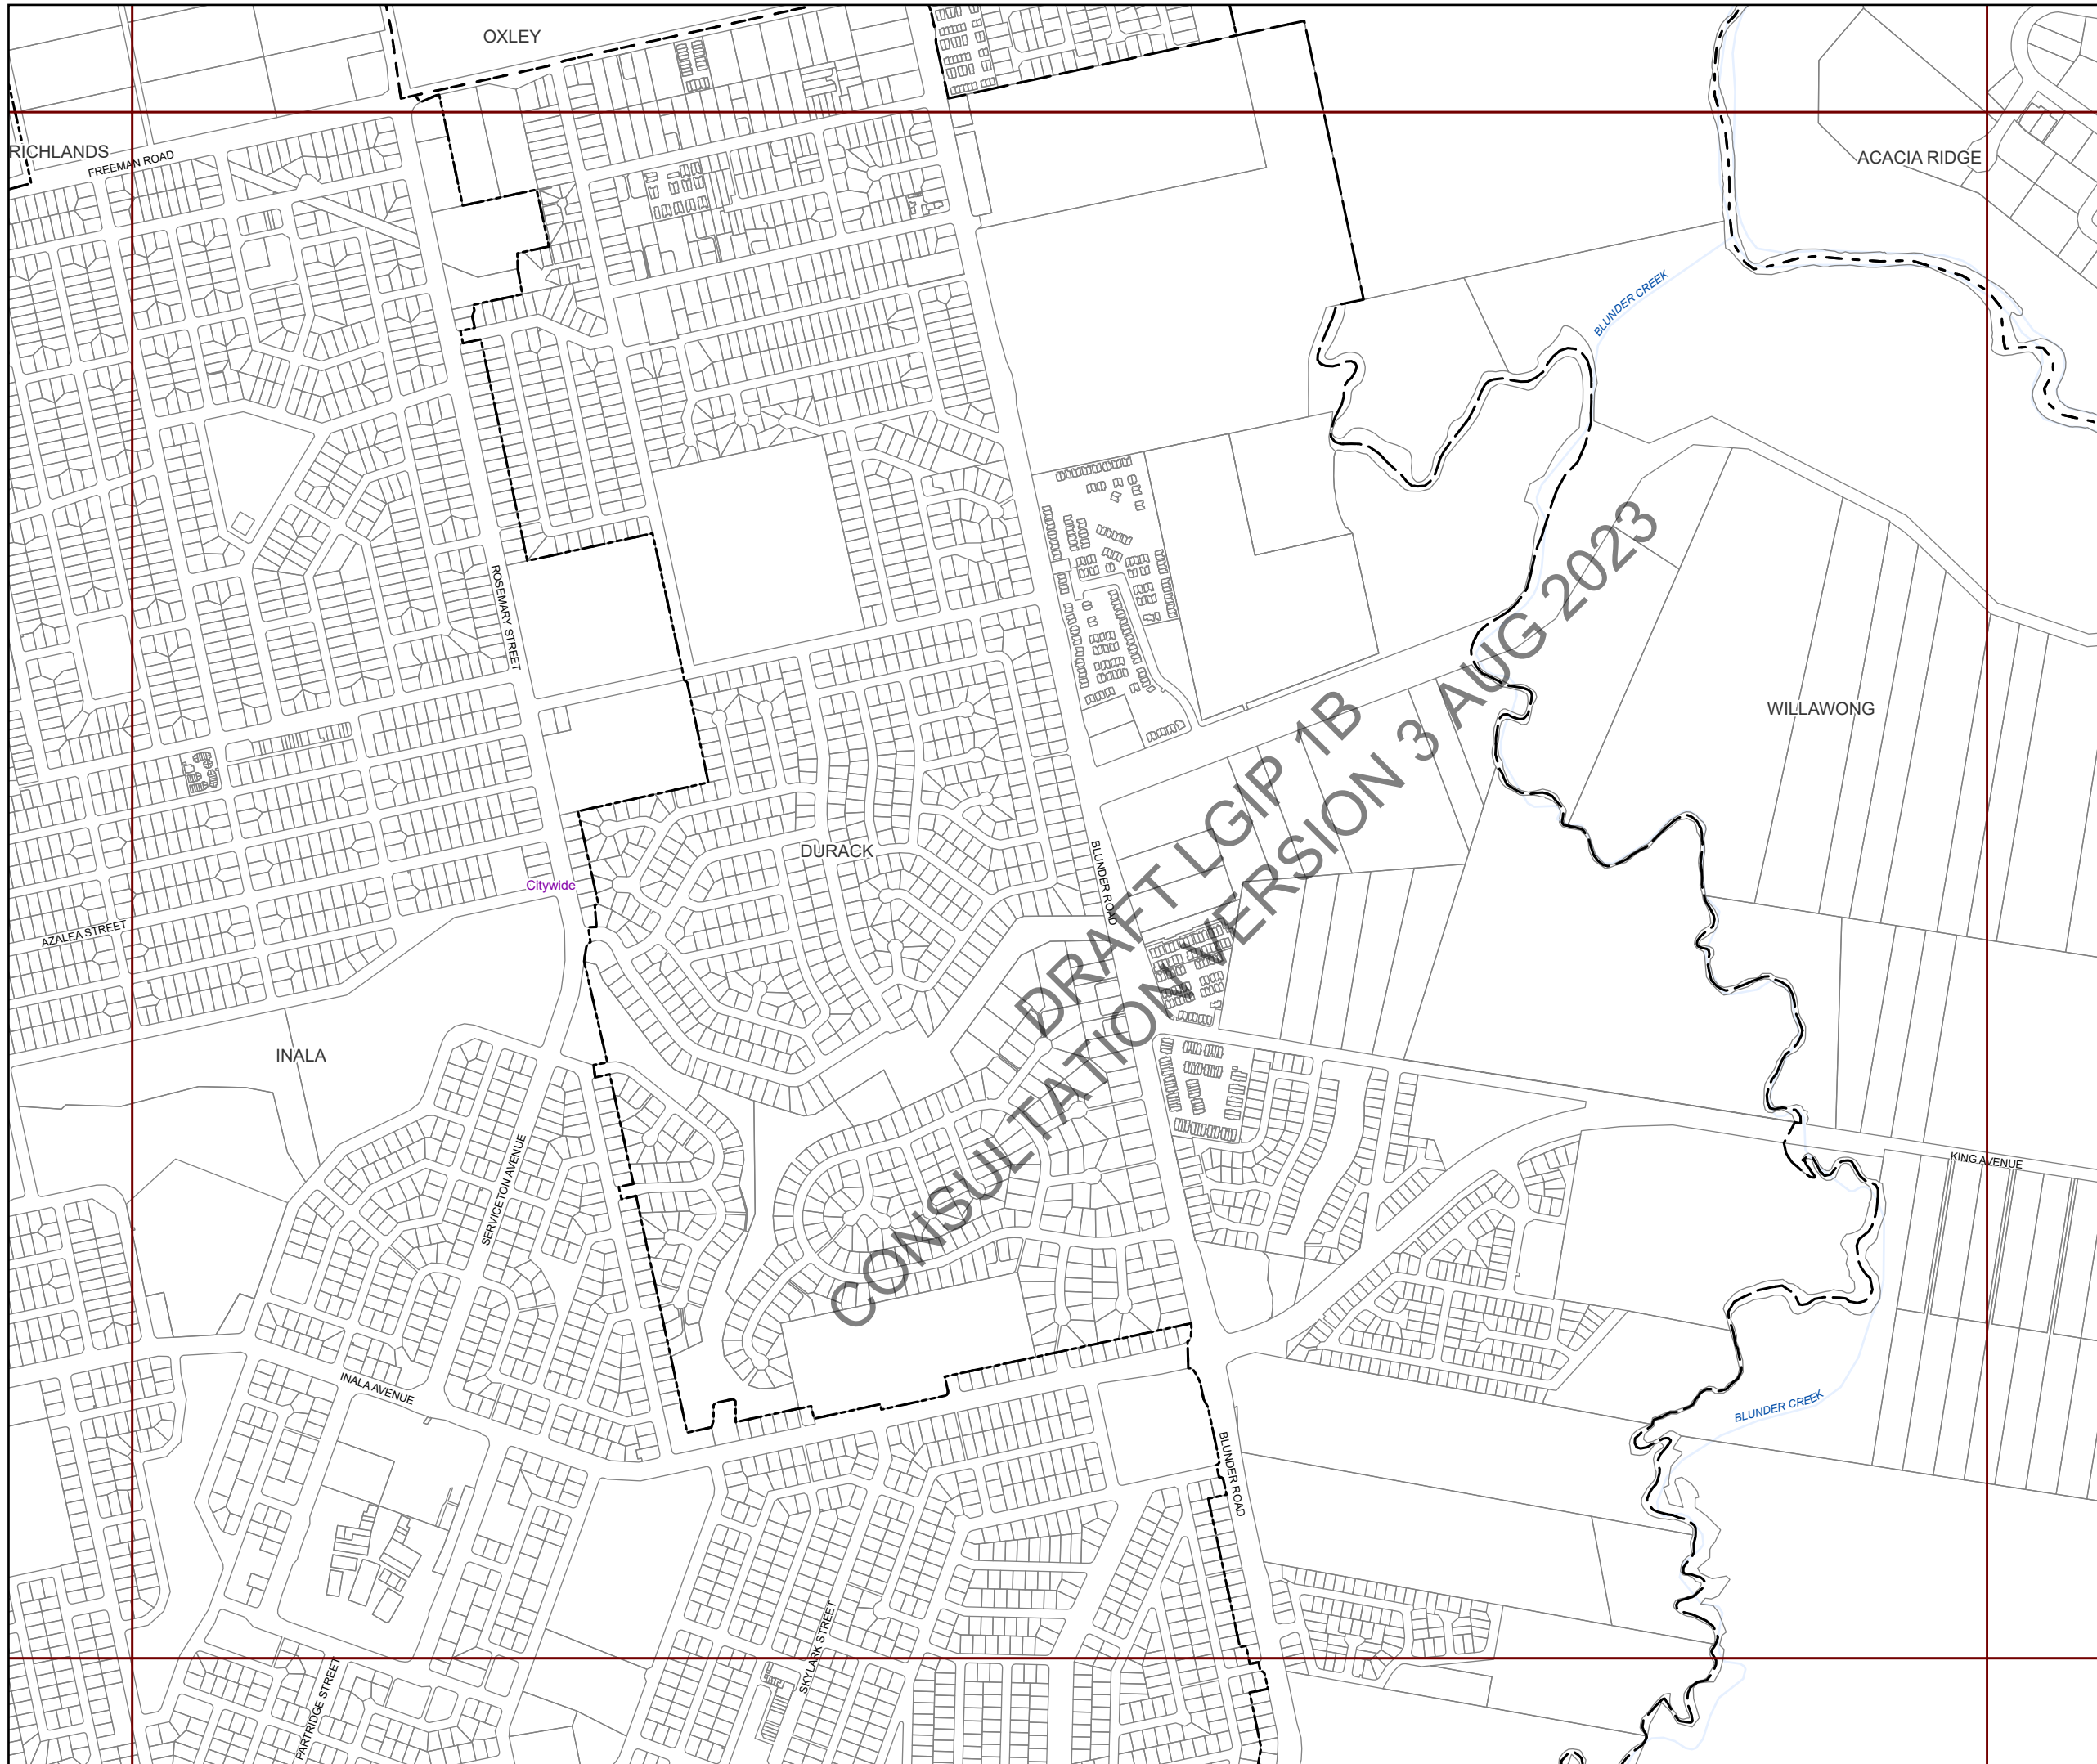 OXLEY
RICHLANDS
FREEMAN ROAD
ACACIA RIDGE
BLUNDER CREEK
ROSEMARY STREET
WILLAWONG
DURACK
BLUNDER ROAD
Citywide
AZALEA STREET
INALA
DRAFT LGIP 1B
CONSULTATION VERSION 3 AUG 2023
SERVICETON AVENUE
KING AVENUE
INALA AVENUE
BLUNDER CREEK
BLUNDER ROAD
SKYLARK STREET
PARTRIDGE STREET